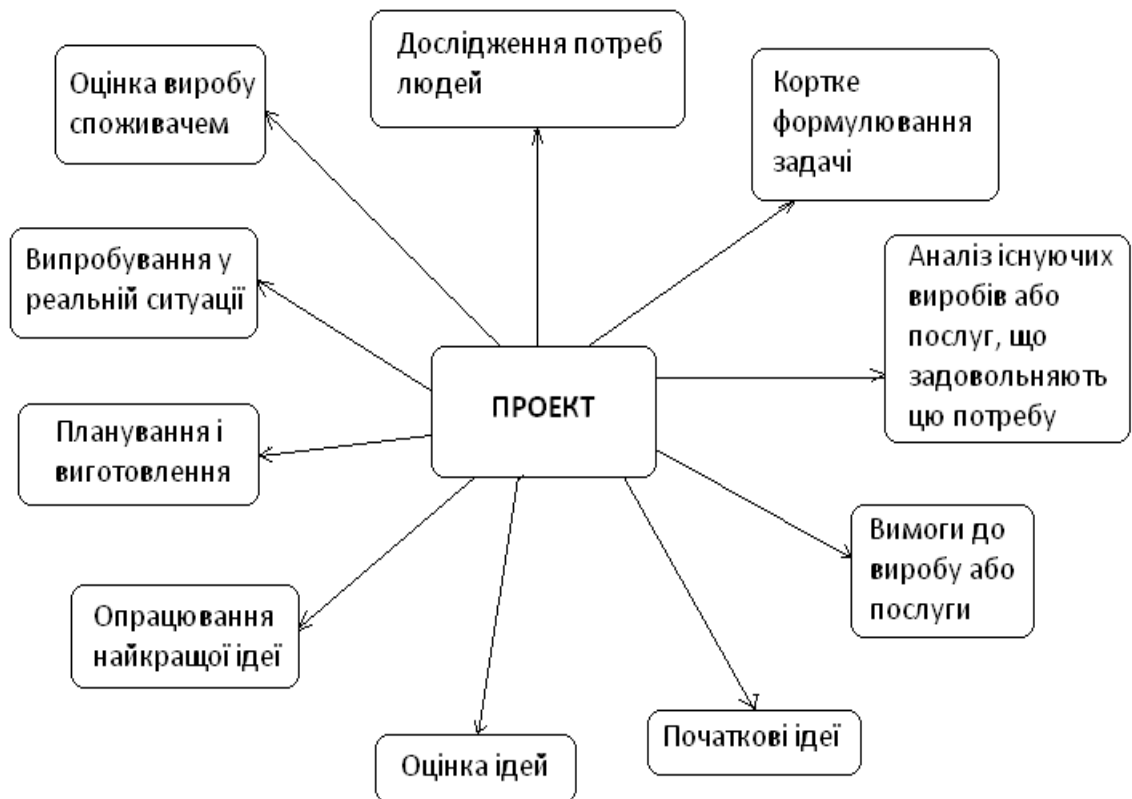 Дослідження потреб
людей
Кортке
формулювання
задачі
Аналіз існуючих
виробів або
послуг, що
задовольняють
цю потребу
Вимоги до
виробу або
послуги
Початкові ідеї
Оцінка ідей
Опрацювання
найкращої ідеї
Планування і
виготовлення
Випробування у
реальній ситуації
Оцінка виробу
споживачем
ПРОЕКТ